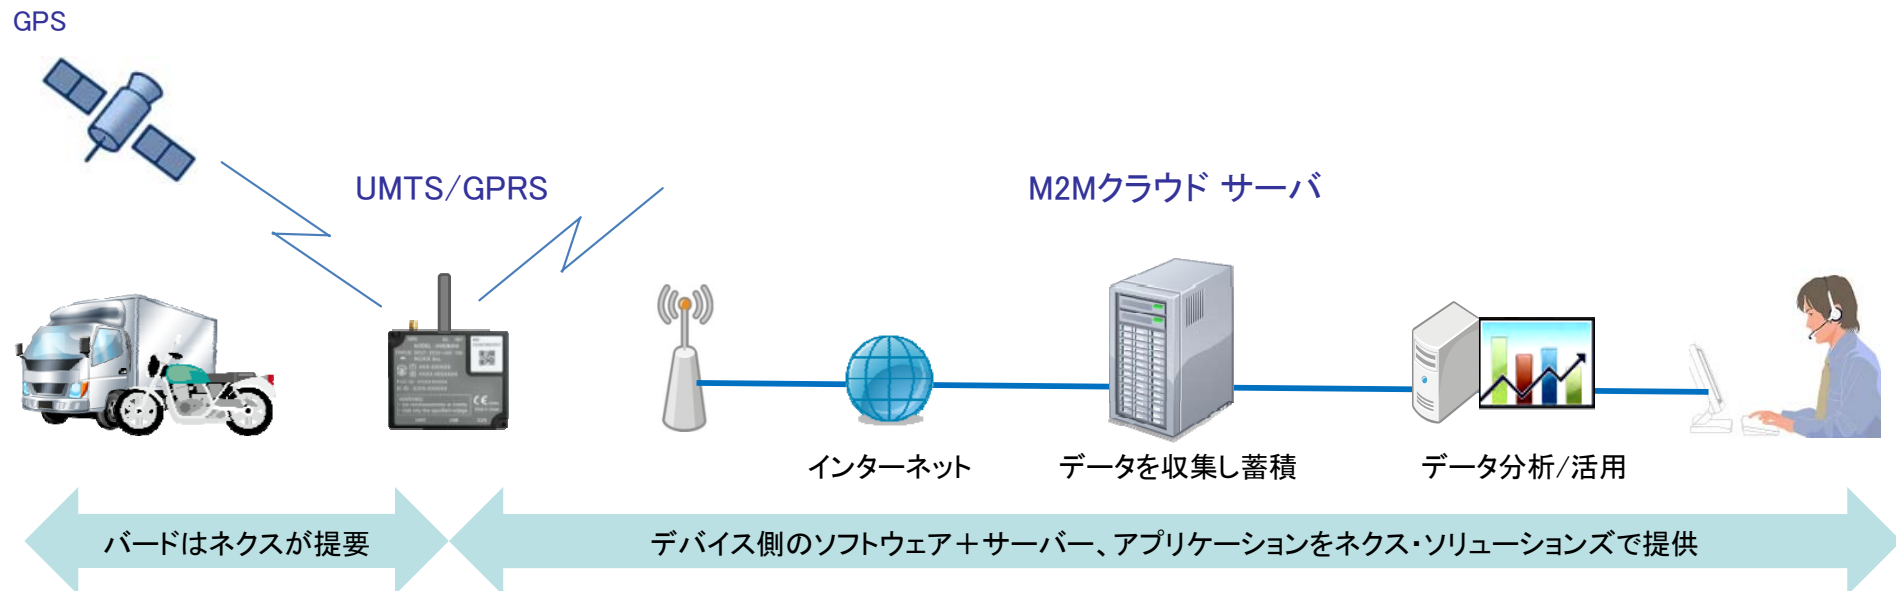 GPS
UMTS/GPRS
M2Mクラウド サーバ
インターネット
データを収集し蓄積
データ分析/活用
バードはネクスが提要
デバイス側のソフトウェア＋サーバー、アプリケーションをネクス・ソリューションズで提供